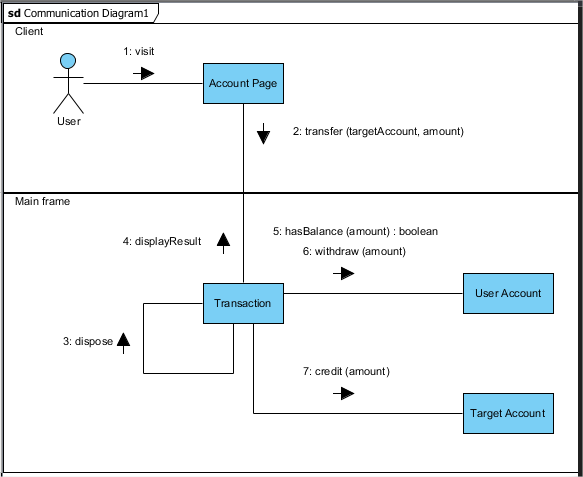 sd Communication Diagram1
Client
1: visit
Account Page
User
2: transfer (targetAccount, amount)
Main frame
4: displayResult
5: hasBalance (amount) : boolean
6: withdraw (amount)
Transaction
User Account
3: dispose
7: credit (amount)
Target Account